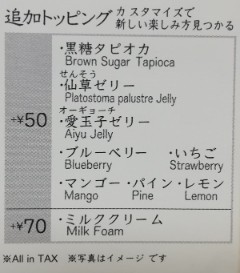 追加トッピング カスタマイズで
新しい楽しみ方見つかる
・黒糖タピオカ
Brown Sugar Tapioca
せんそう
・仙草ゼリー
Platostoma palustre Jelly
オーギョーチ
+¥50 ・愛玉子ゼリー
Aiyu Jelly
・ブルーベリー ・いちご
Blueberry Strawberry
・マンゴー ・パイン ・レモン
Mango Pine Lemon
+¥70 ・ミルククリーム
Milk Foam
※All in TAX ※写真はイメージです